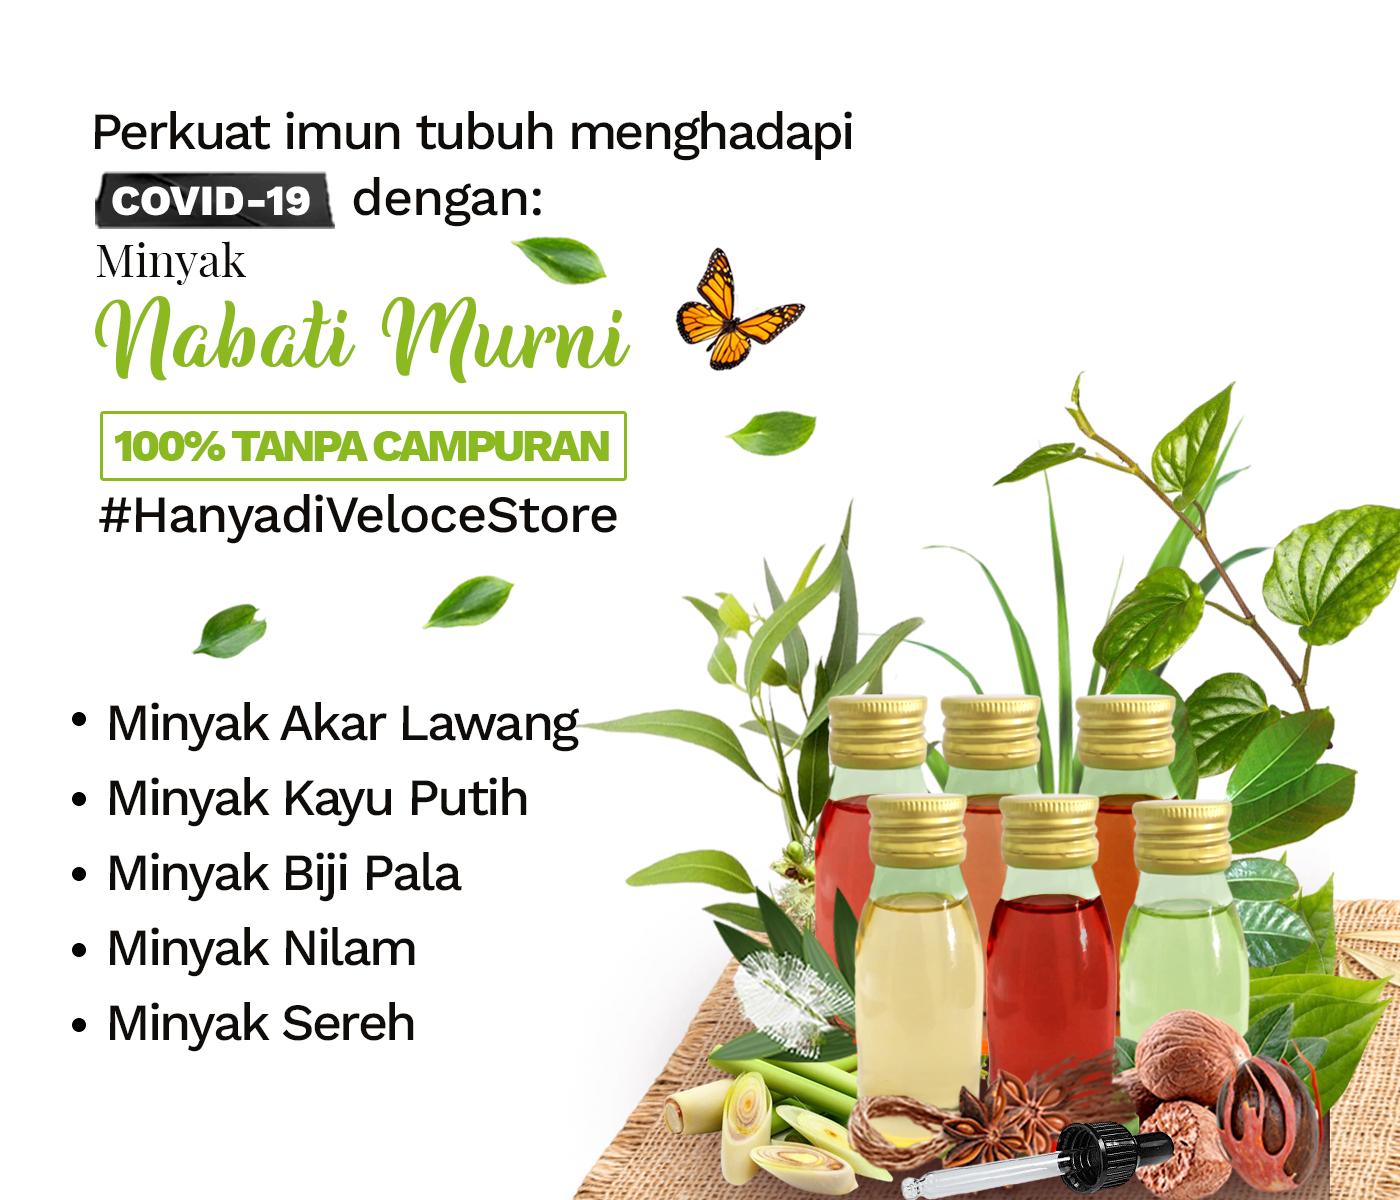 Perkuat imun tubuh menghadapi
COVID-19 dengan:
Minyak
Nabati Murni
100% TANPA CAMPURAN
#HanyadiVeloceStore
• Minyak Akar Lawang
• Minyak Kayu Putih
• Minyak Biji Pala
• Minyak Nilam
• Minyak Sereh